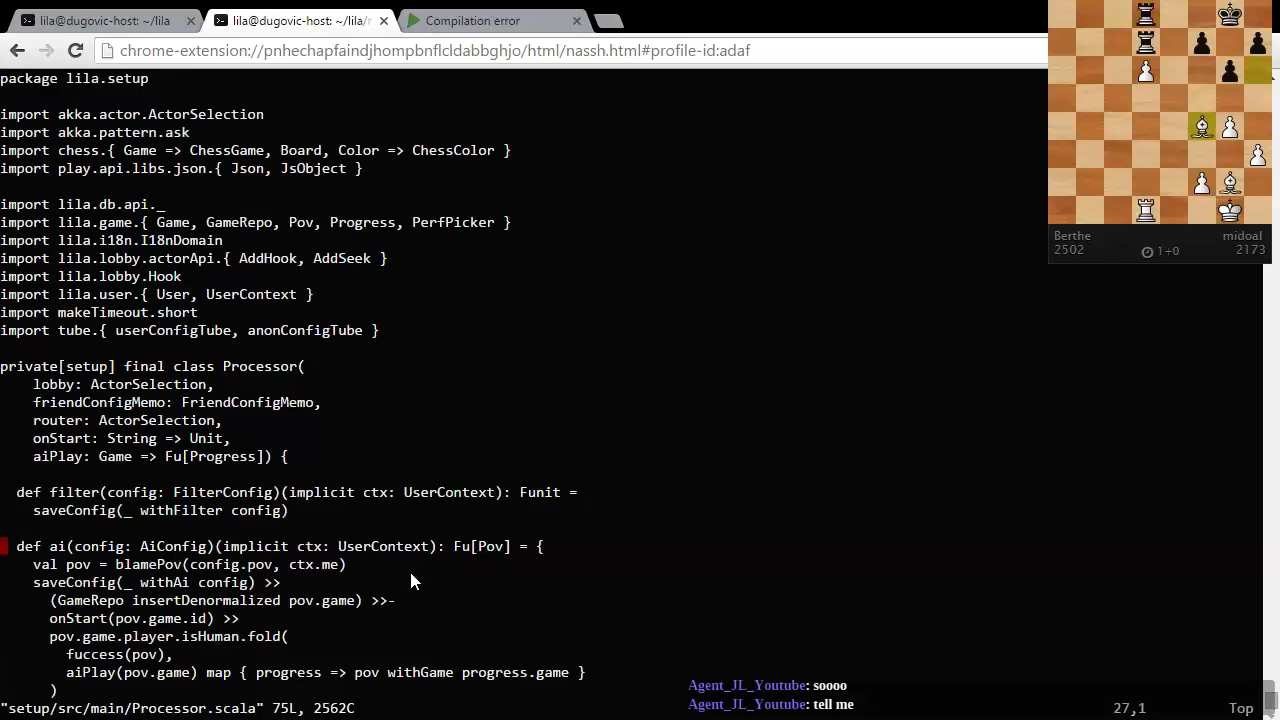 lila@dugovic-host: ~/lila
lila@dugovic-host: ~/lila/r
Compilation error
chrome-extension://pnhechapfaindjhompbnflcldabbghjo/html/nassh.html#profile-id:adaf
package lila.setup
import akka.actor.ActorSelection
import akka.pattern.ask
import chess.{ Game => ChessGame, Board, Color => ChessColor }
import play.api.libs.json.{ Json, JsObject }
import lila.db.api._
import lila.game.{ Game, GameRepo, Pov, Progress, PerfPicker }
import lila.i18n.I18nDomain
import lila.lobby.actorApi.{ AddHook, AddSeek }
import lila.lobby.Hook
import lila.user.{ User, UserContext }
import makeTimeout.short
import tube.{ userConfigTube, anonConfigTube }
private[setup] final class Processor(
lobby: ActorSelection,
friendConfigMemo: FriendConfigMemo,
router: ActorSelection,
onStart: String => Unit,
aiPlay: Game => Fu[Progress]) {
def filter(config: FilterConfig)(implicit ctx: UserContext): Funit =
saveConfig(_ withFilter config)
def ai(config: AiConfig)(implicit ctx: UserContext): Fu[Pov] = {
val pov = blamePov(config.pov, ctx.me)
saveConfig(_ withAi config) >>
(GameRepo insertDenormalized pov.game) >>-
onStart(pov.game.id) >>
pov.game.player.isHuman.fold(
fuccess(pov),
aiPlay(pov.game) map { progress => pov withGame progress.game }
)
"setup/src/main/Processor.scala" 75L, 2562C
27,1
Top
Berthe
midoal
2502
1+0
2173
Agent_JL_Youtube: soooo
Agent_JL_Youtube: tell me